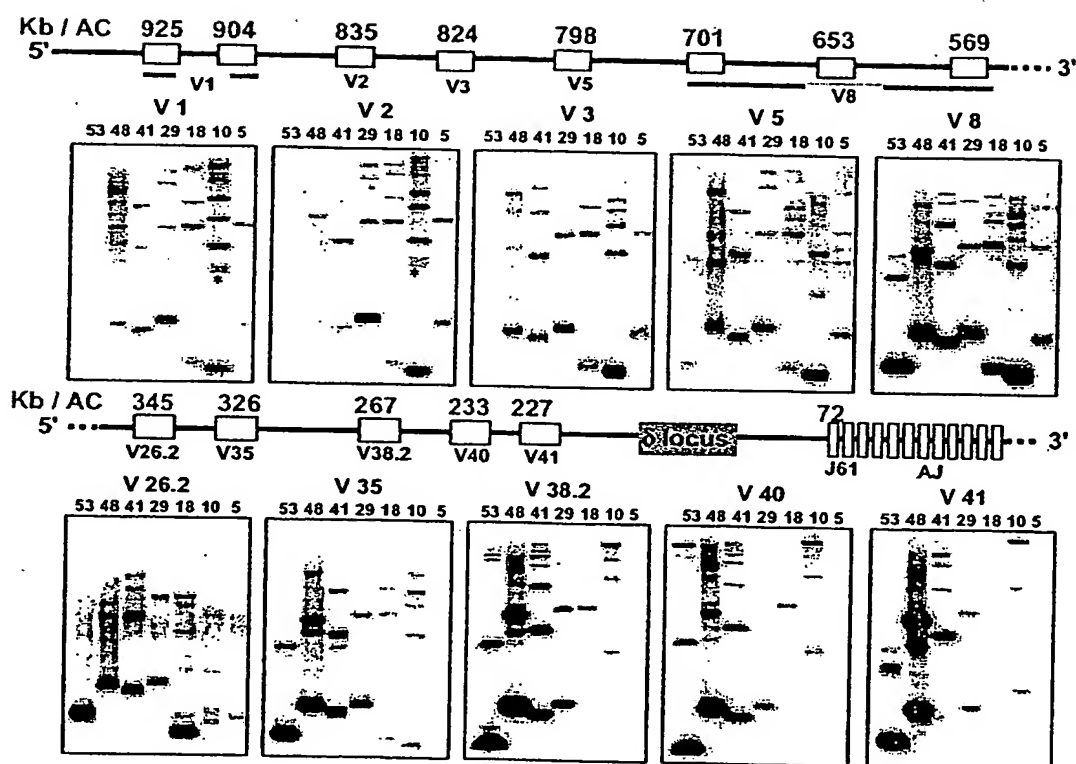 Kb / AC 925 904 835 824 798 701 653 569
5' 3'
V1 V2 V3 V5 V8
V 1 V 2 V 3 V 5 V 8
53 48 41 29 18 10 5 53 48 41 29 18 10 5 53 48 41 29 18 10 5 53 48 41 29 18 10 5 53 48 41 29 18 10 5
* *
Kb / AC 345 326 267 233 227 72
5' δ locus 3'
V26.2 V35 V38.2 V40 V41 J61 AJ
V 26.2 V 35 V 38.2 V 40 V 41
53 48 41 29 18 10 5 53 48 41 29 18 10 5 53 48 41 29 18 10 5 53 48 41 29 18 10 5 53 48 41 29 18 10 5